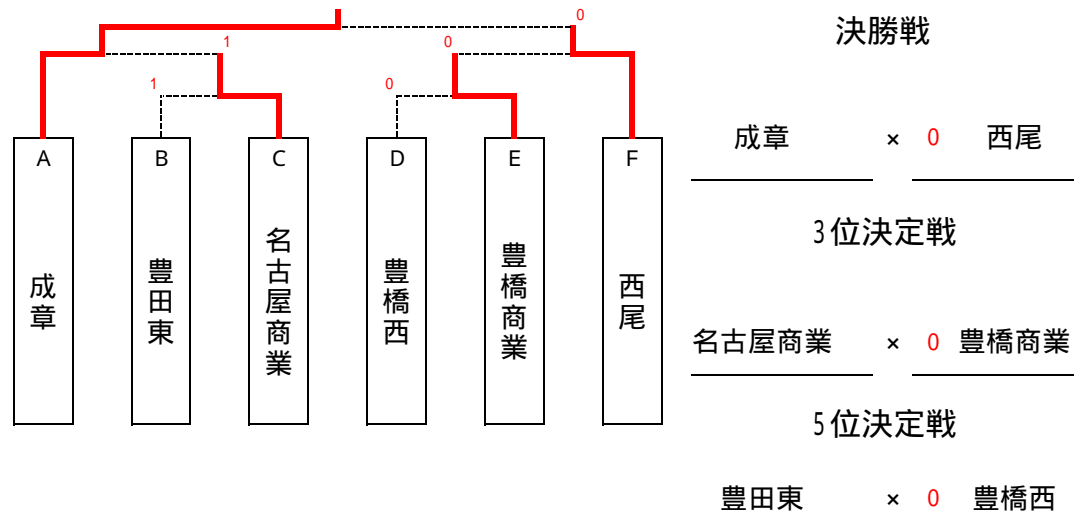 0
決勝戦
1
0
1
0
成章 × 0 西尾
A B C D E F
3位決定戦
成章
豊田東
名古屋商業
豊橋西
豊橋商業
西尾
名古屋商業 × 0 豊橋商業
5位決定戦
豊田東 × 0 豊橋西